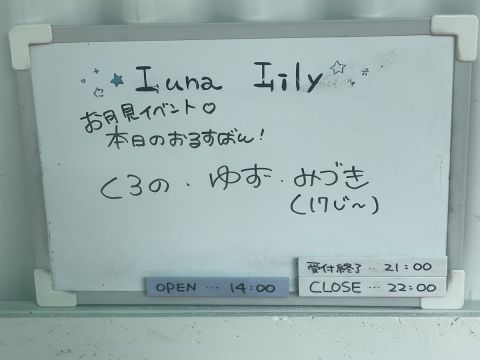 Luna Lily
お月見イベント♡
本日のおるすばん!
くろの・ゆず・みづき
(17じ〜)
受付終了…21:00
OPEN…14:00
CLOSE…22:00